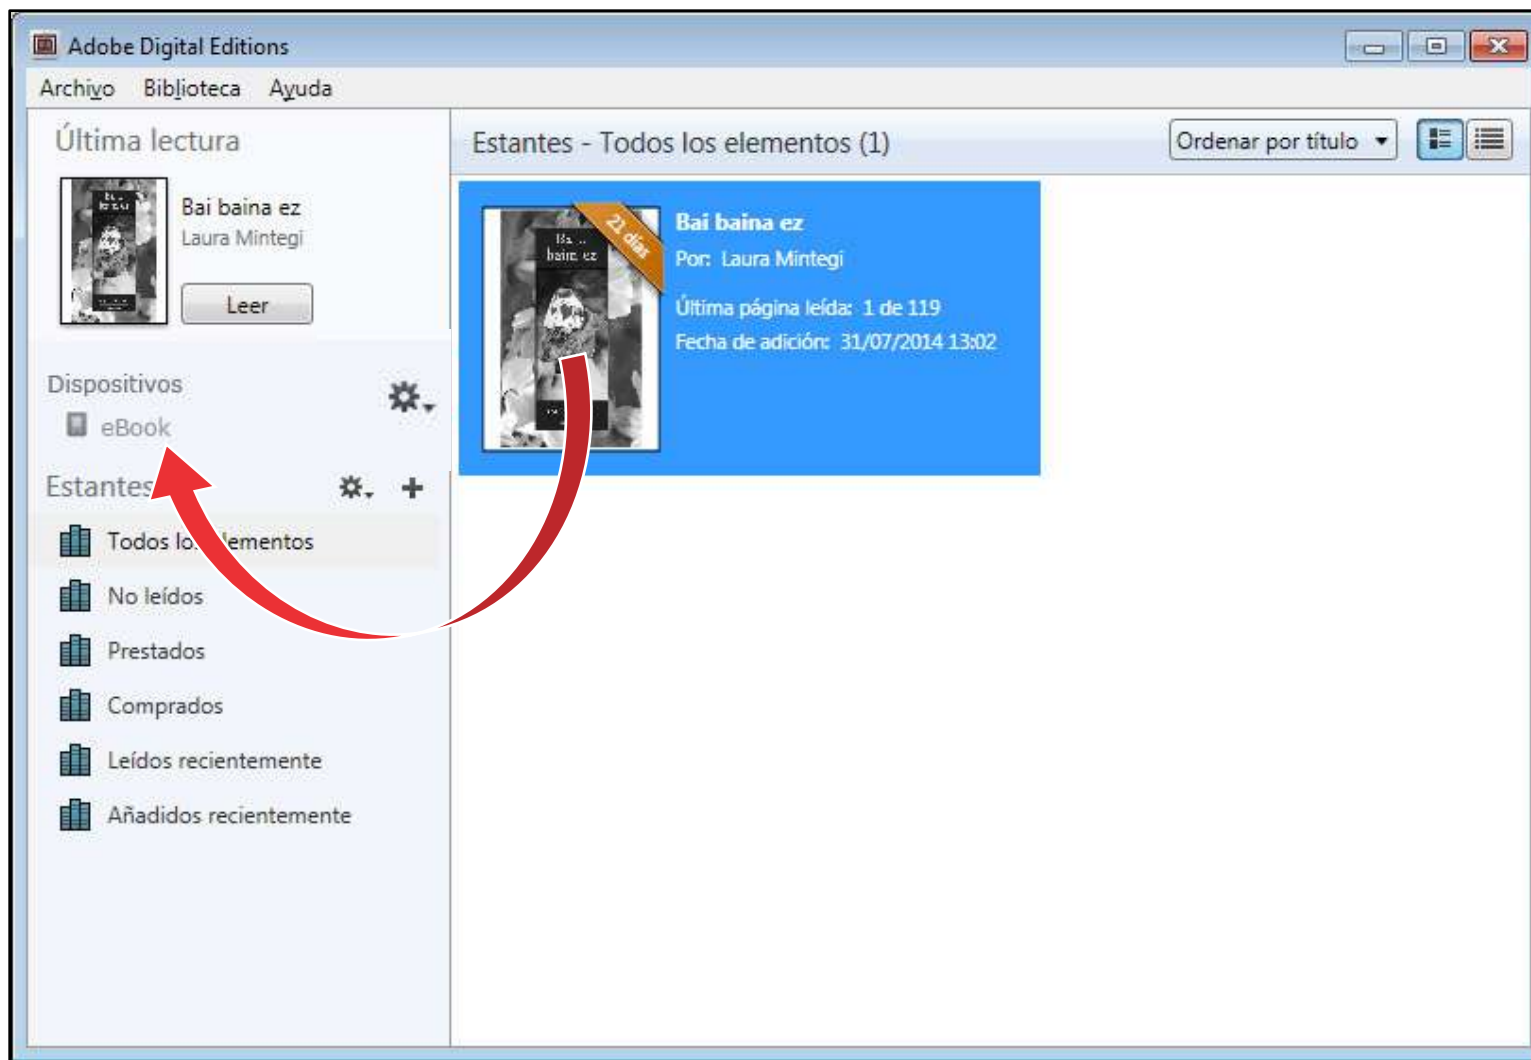 Adobe Digital Editions
Archivo Biblioteca Ayuda
Última lectura
Bai baina ez
Laura Mintegi
Leer
Dispositivos
eBook
Estantes
Todos los elementos
No leídos
Prestados
Comprados
Leídos recientemente
Añadidos recientemente
Estantes - Todos los elementos (1)
Ordenar por título
21 días
Bai baina ez
Por: Laura Mintegi
Última página leída: 1 de 119
Fecha de adición: 31/07/2014 13:02